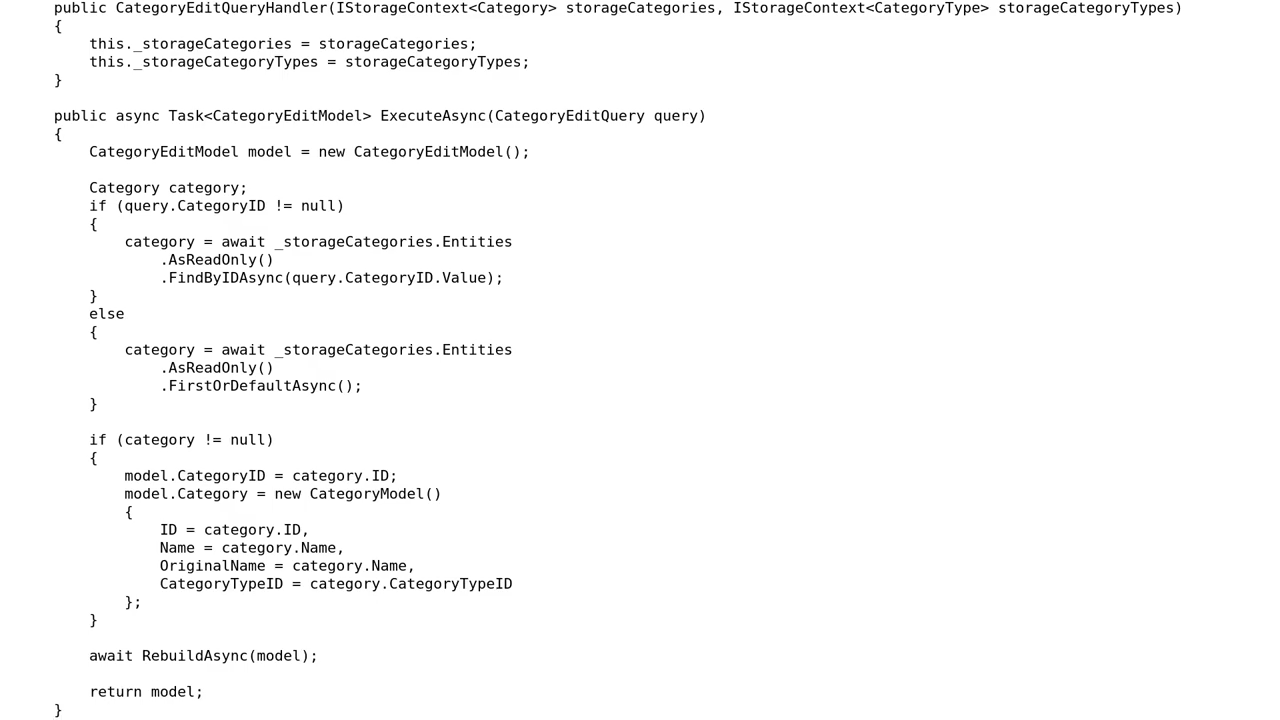 public CategoryEditQueryHandler(IStorageContext<Category> storageCategories, IStorageContext<CategoryType> storageCategoryTypes)
{
    this._storageCategories = storageCategories;
    this._storageCategoryTypes = storageCategoryTypes;
}

public async Task<CategoryEditModel> ExecuteAsync(CategoryEditQuery query)
{
    CategoryEditModel model = new CategoryEditModel();

    Category category;
    if (query.CategoryID != null)
    {
        category = await _storageCategories.Entities
            .AsReadOnly()
            .FindByIDAsync(query.CategoryID.Value);
    }
    else
    {
        category = await _storageCategories.Entities
            .AsReadOnly()
            .FirstOrDefaultAsync();
    }

    if (category != null)
    {
        model.CategoryID = category.ID;
        model.Category = new CategoryModel()
        {
            ID = category.ID,
            Name = category.Name,
            OriginalName = category.Name,
            CategoryTypeID = category.CategoryTypeID
        };
    }

    await RebuildAsync(model);

    return model;
}